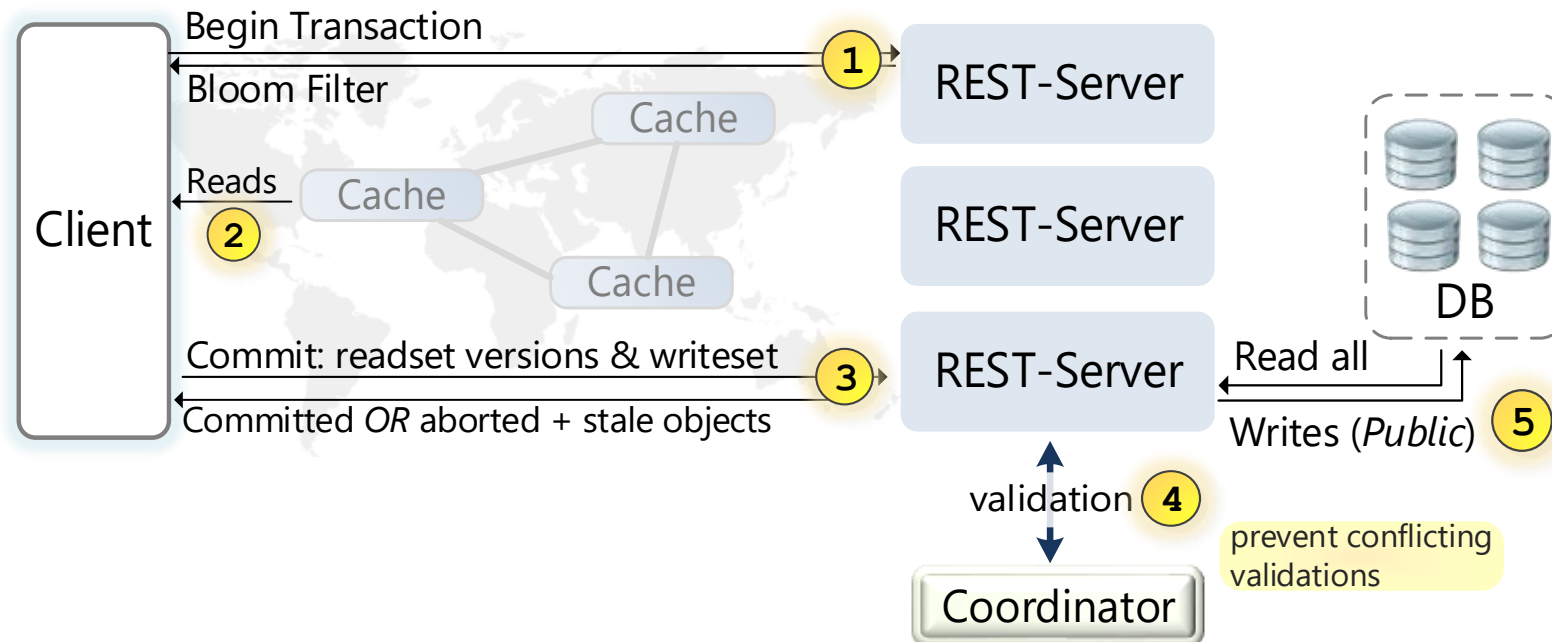 Begin Transaction
1
Bloom Filter
REST-Server
Cache
Reads
Cache
2
Client
REST-Server
Cache
DB
Commit: readset versions & writeset
3
REST-Server
Read all
Committed OR aborted + stale objects
Writes (Public)
5
validation
4
prevent conflicting
validations
Coordinator